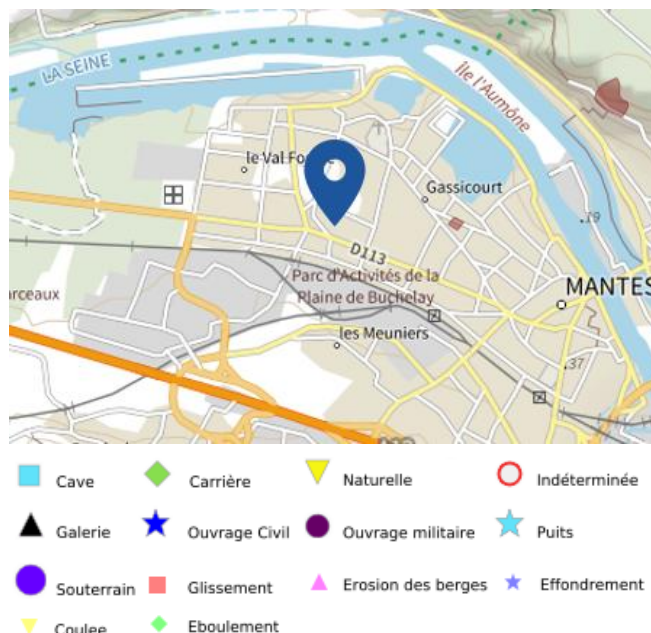 LA SEINE
Île l'Aumône
le Val Fo
Gassicourt
.19
D113
Parc d'Activités de la
Plaine de Buchelay
MANTES
arceaux
les Meuniers
.37
Cave Carrière Naturelle Indéterminée
Galerie Ouvrage Civil Ouvrage militaire Puits
Souterrain Glissement Erosion des berges Effondrement
Coulee Eboulement